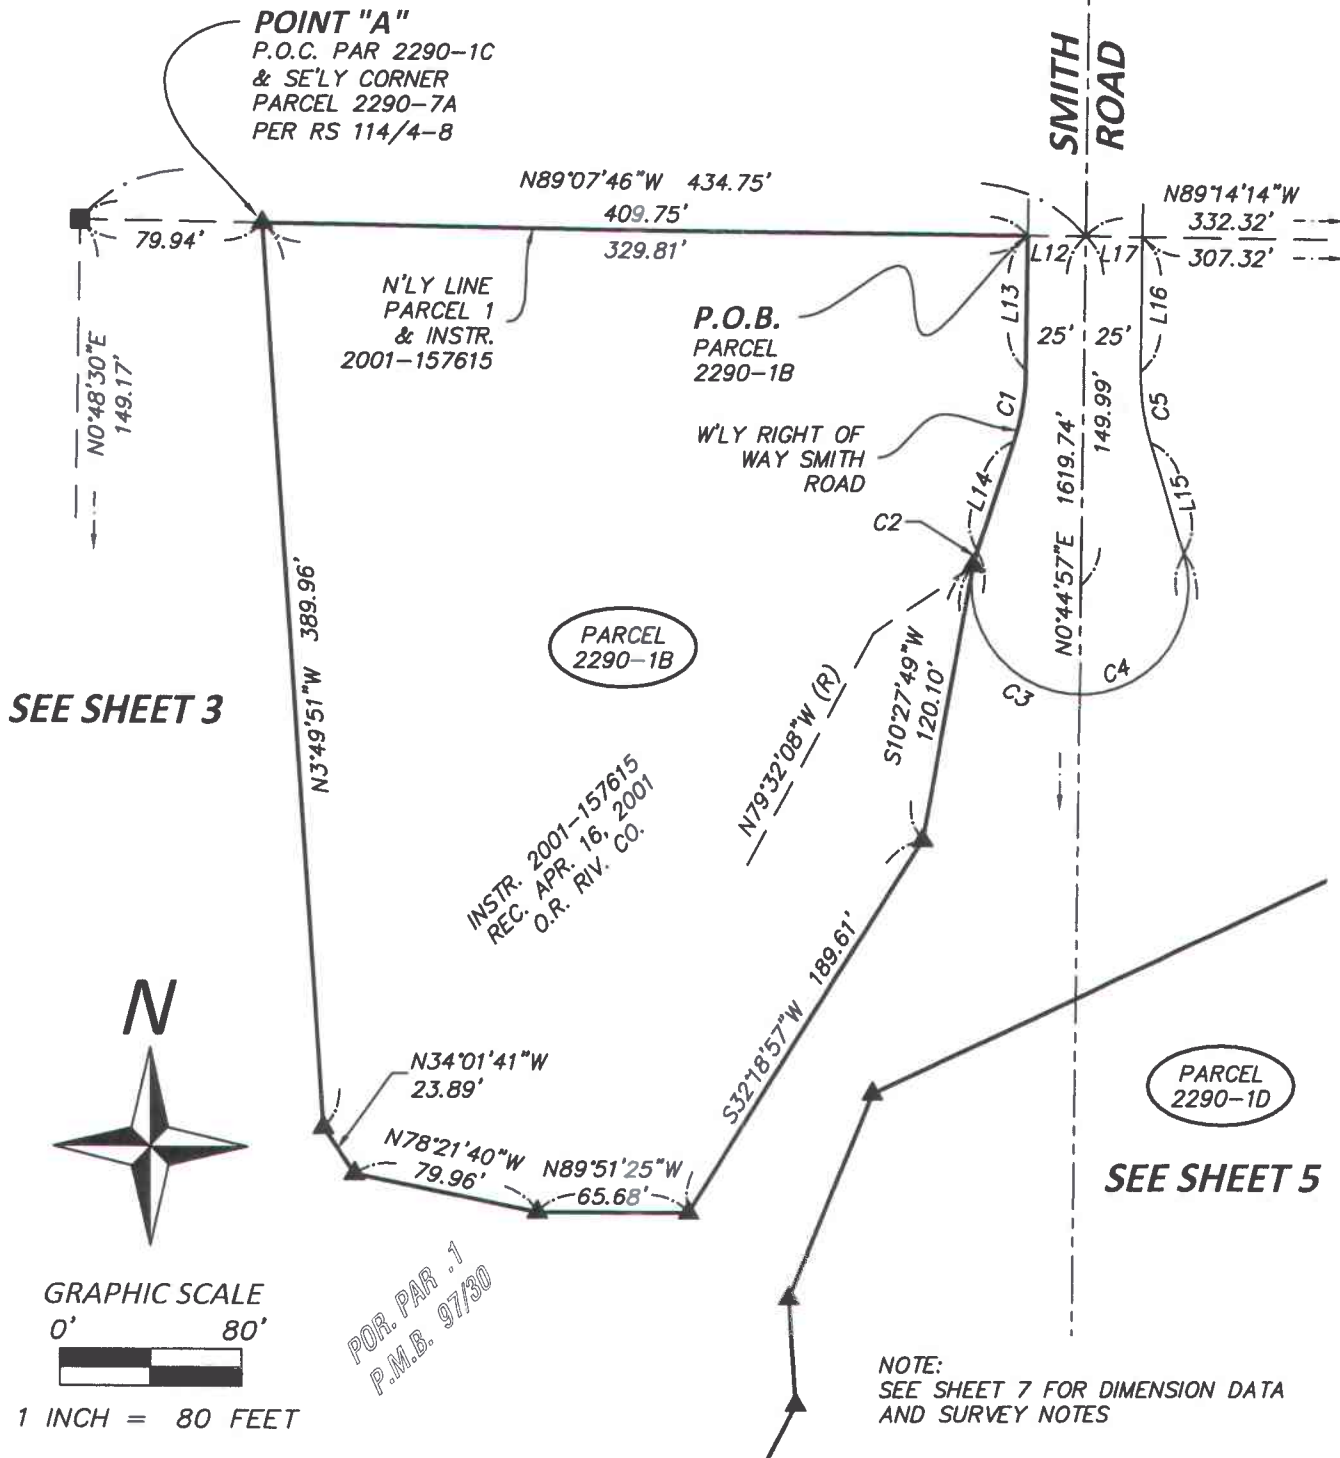 POINT "A"
P.O.C. PAR 2290-1C
& SE'LY CORNER
PARCEL 2290-7A
PER RS 114/4-8
SMITH
ROAD
N89°07'46"W 434.75'
409.75'
329.81'
79.94'
N89°14'14"W
332.32'
307.32'
L12
L17
N'LY LINE
PARCEL 1
& INSTR.
2001-157615
P.O.B.
PARCEL
2290-1B
L13
L16
25'
25'
N0°48'30"E
149.17'
C1
C5
W'LY RIGHT OF
WAY SMITH
ROAD
149.99'
N0°44'57"E 1619.74'
L14
L15
C2
N3°49'51"W 389.96'
PARCEL
2290-1B
S10°27'49"W
120.10'
N79°32'08"W (R)
C3
C4
SEE SHEET 3
INSTR. 2001-157615
REC. APR. 16, 2001
O.R. RIV. CO.
S32°18'57"W 189.61'
N
N34°01'41"W
23.89'
N78°21'40"W
79.96'
N89°51'25"W
65.68'
PARCEL
2290-1D
SEE SHEET 5
GRAPHIC SCALE
0' 80'
1 INCH = 80 FEET
POR. PAR .1
P.M.B. 97/30
NOTE:
SEE SHEET 7 FOR DIMENSION DATA
AND SURVEY NOTES